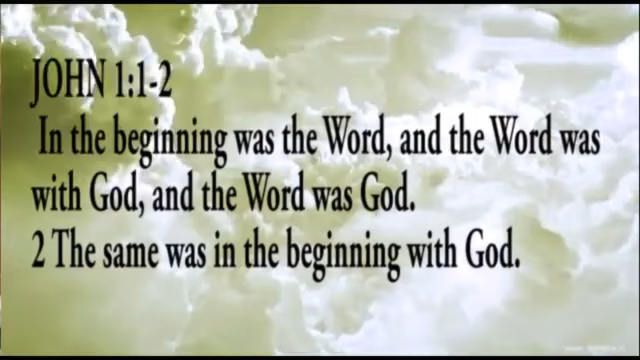 JOHN 1:1-2
In the beginning was the Word, and the Word was
with God, and the Word was God.
2 The same was in the beginning with God.